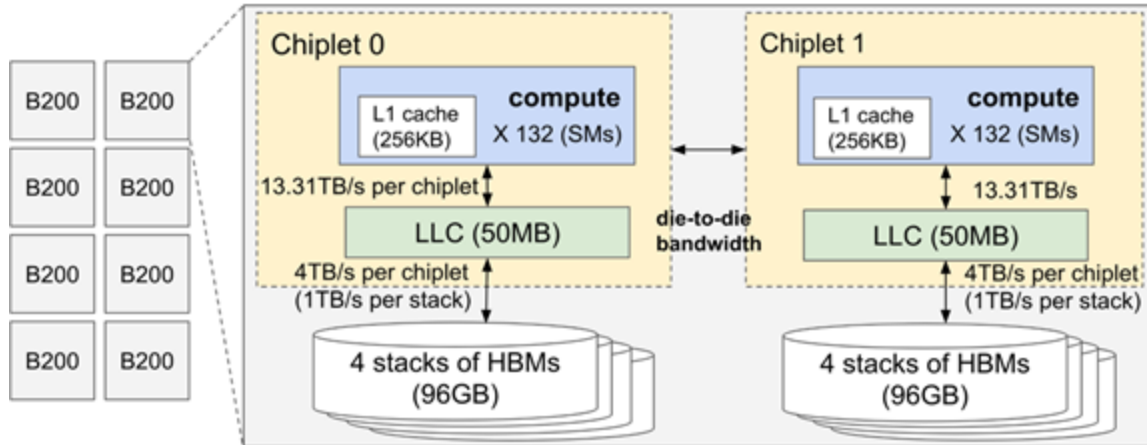 B200
B200
B200
B200
B200
B200
B200
B200
Chiplet 0
compute
L1 cache
(256KB)
X 132 (SMs)
13.31TB/s per chiplet
LLC (50MB)
4TB/s per chiplet
(1TB/s per stack)
4 stacks of HBMs
(96GB)
die-to-die
bandwidth
Chiplet 1
compute
L1 cache
(256KB)
X 132 (SMs)
13.31TB/s
LLC (50MB)
4TB/s per chiplet
(1TB/s per stack)
4 stacks of HBMs
(96GB)